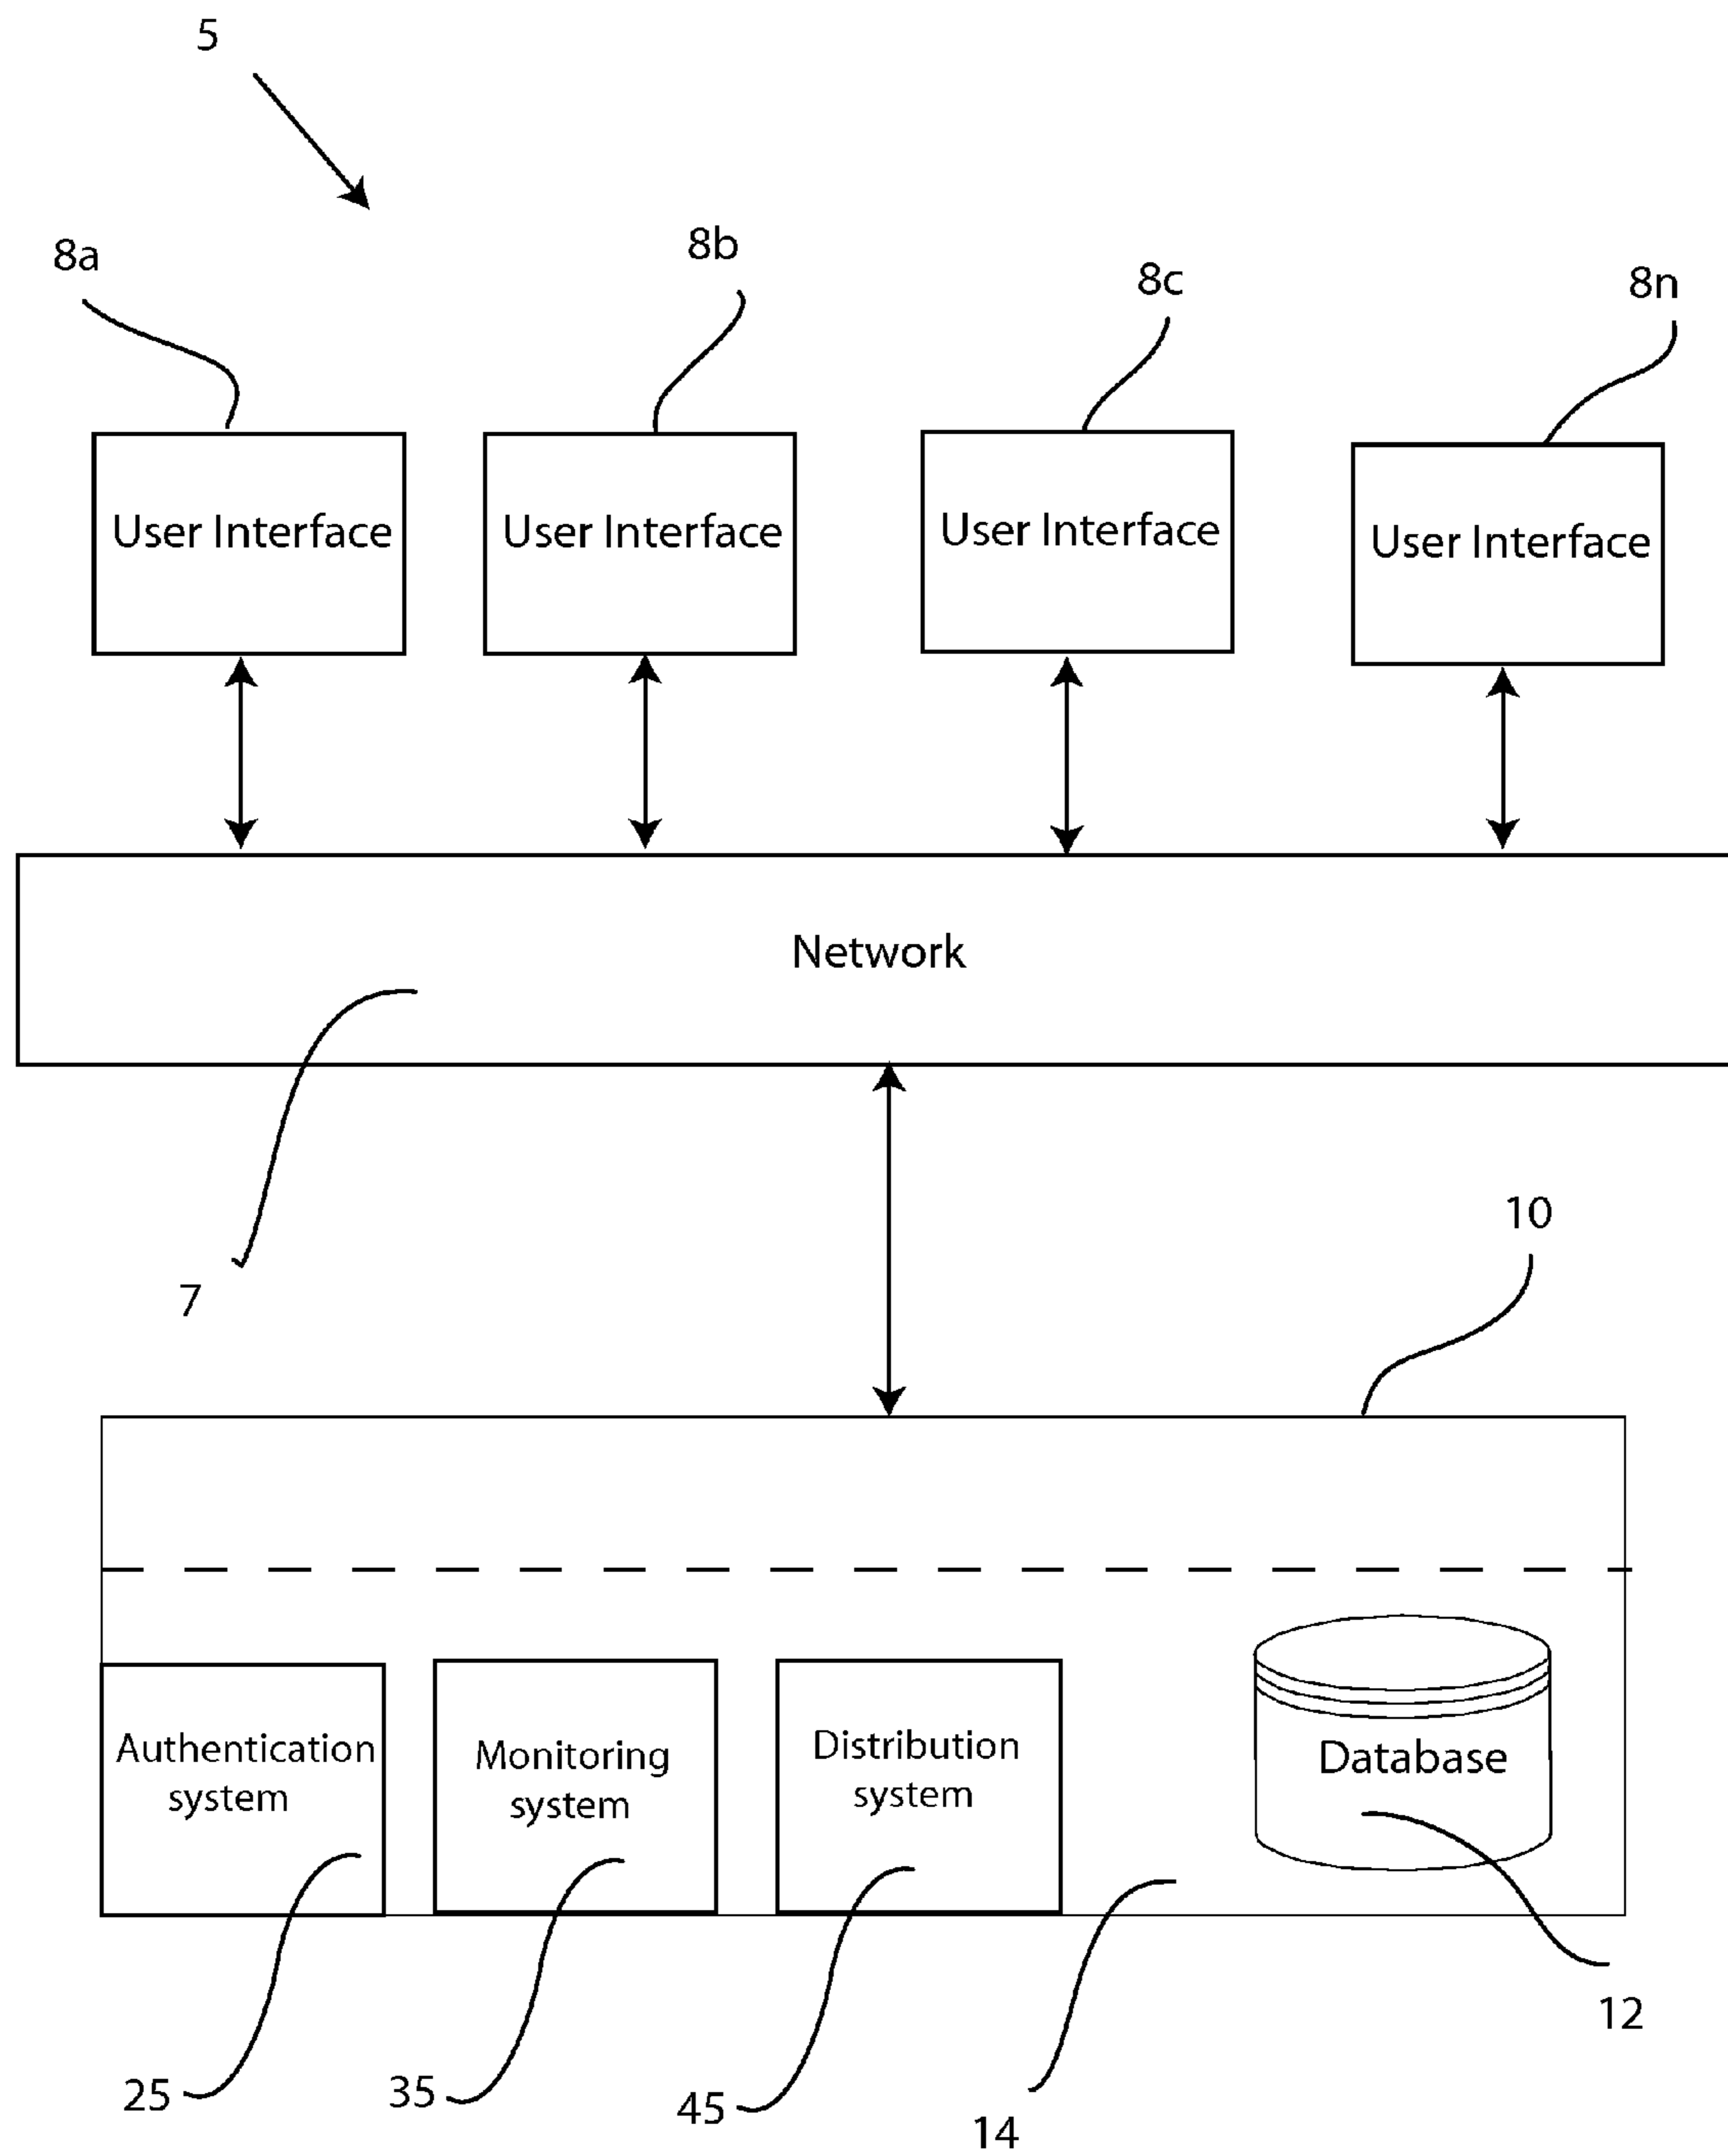 5
8a
8b
8c
8n
User Interface
User Interface
User Interface
User Interface
Network
7
10
Authentication
system
Monitoring
system
Distribution
system
Database
12
25
35
45
14